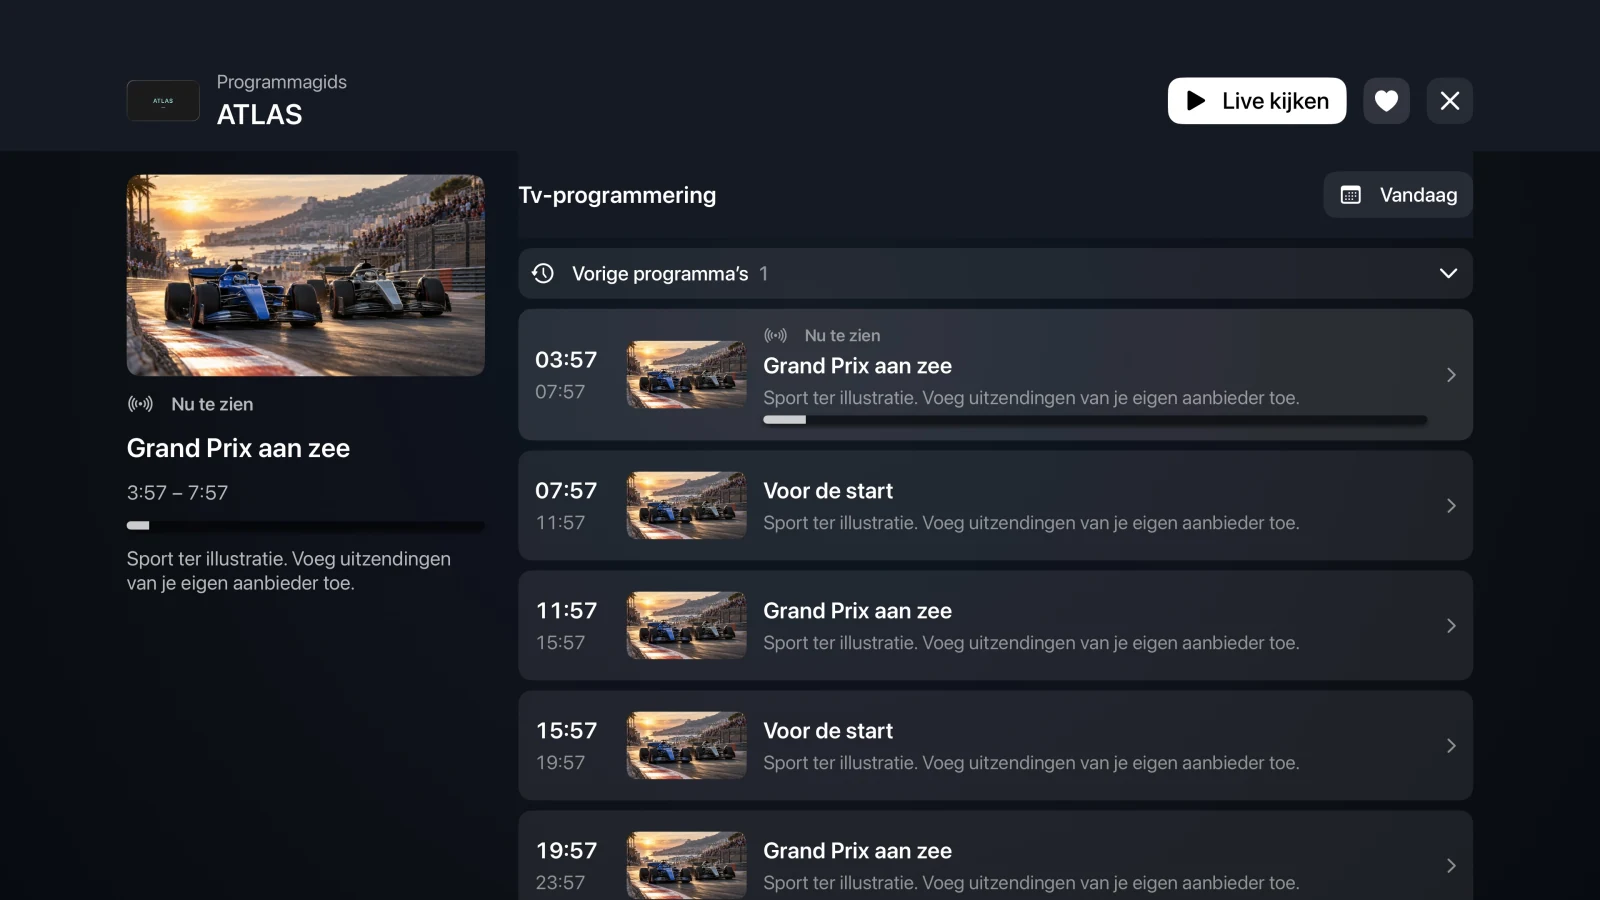 ATLAS
Programmagids
ATLAS
Live kijken
Nu te zien
Grand Prix aan zee
3:57 – 7:57
Sport ter illustratie. Voeg uitzendingen
van je eigen aanbieder toe.
Tv-programmering
Vandaag
Vorige programma's 1
Nu te zien
03:57
07:57
Grand Prix aan zee
Sport ter illustratie. Voeg uitzendingen van je eigen aanbieder toe.
07:57
11:57
Voor de start
Sport ter illustratie. Voeg uitzendingen van je eigen aanbieder toe.
11:57
15:57
Grand Prix aan zee
Sport ter illustratie. Voeg uitzendingen van je eigen aanbieder toe.
15:57
19:57
Voor de start
Sport ter illustratie. Voeg uitzendingen van je eigen aanbieder toe.
19:57
23:57
Grand Prix aan zee
Sport ter illustratie. Voeg uitzendingen van je eigen aanbieder toe.